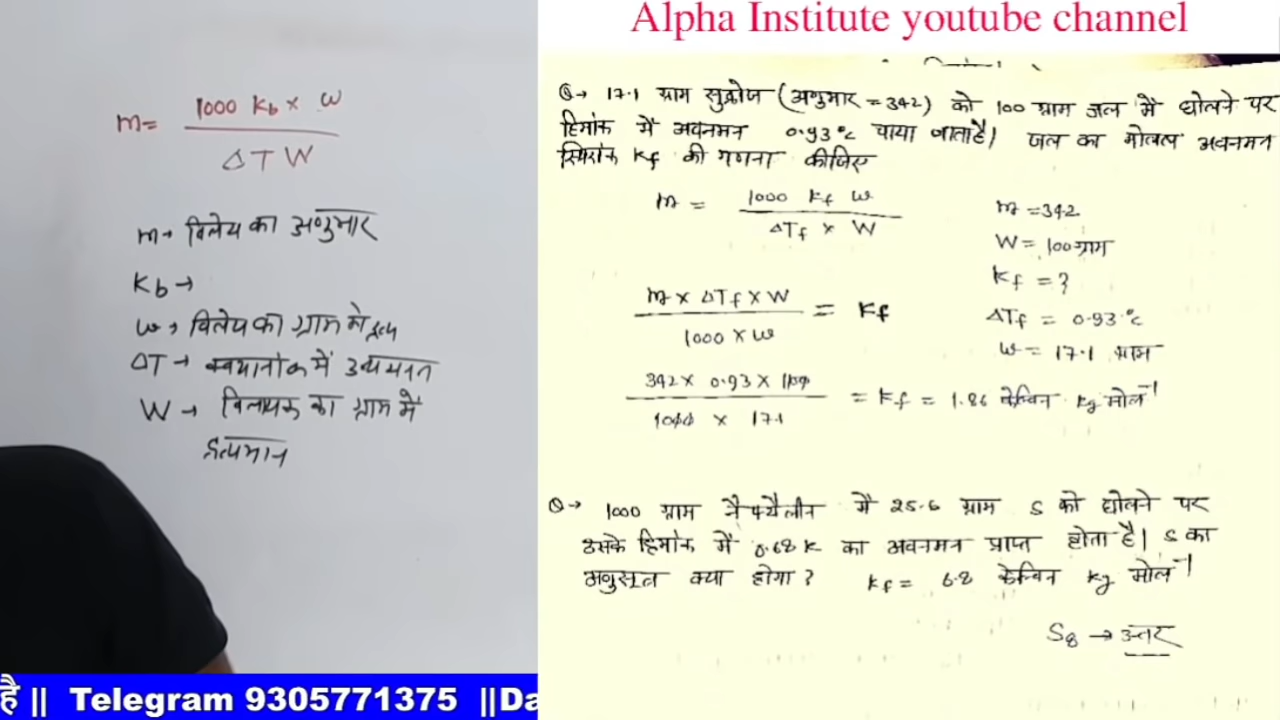 Alpha Institute youtube channel
m = 1000 Kb × w
ΔT W
m → विलेय का अणुभार
Kb →
w → विलेय का ग्राम में
ΔT → क्वथनांक में उन्नयन
W → विलायक का ग्राम में
द्रव्यमान
Q→ 17.1 ग्राम सुक्रोज (अणुभार = 342) को 100 ग्राम जल में घोलने पर
हिमांक में अवनमन 0.93°C पाया जाता है। जल का मोलल अवनमन
स्थिरांक Kf की गणना कीजिए
m = 1000 Kf w
ΔTf × W
m = 342
W = 100 ग्राम
Kf = ?
ΔTf = 0.93°C
w = 17.1 ग्राम
m × ΔTf × W = Kf
1000 × w
342 × 0.93 × 100 = Kf = 1.86 केल्विन Kg मोल⁻¹
1000 × 17.1
Q→ 1000 ग्राम नैफ्थैलीन में 25.6 ग्राम S को घोलने पर
उसके हिमांक में 0.68 K का अवनमन प्राप्त होता है। S का
अणुसूत्र क्या होगा ? Kf = 6.8 केल्विन Kg मोल⁻¹
S8 → उत्तर
है || Telegram 9305771375 ||Da